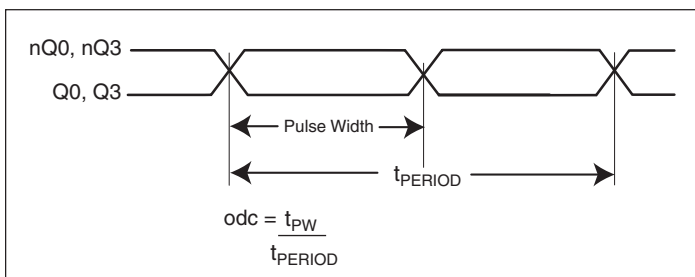 nQ0, nQ3
Q0, Q3
Pulse Width
tPERIOD
odc = tPW
tPERIOD